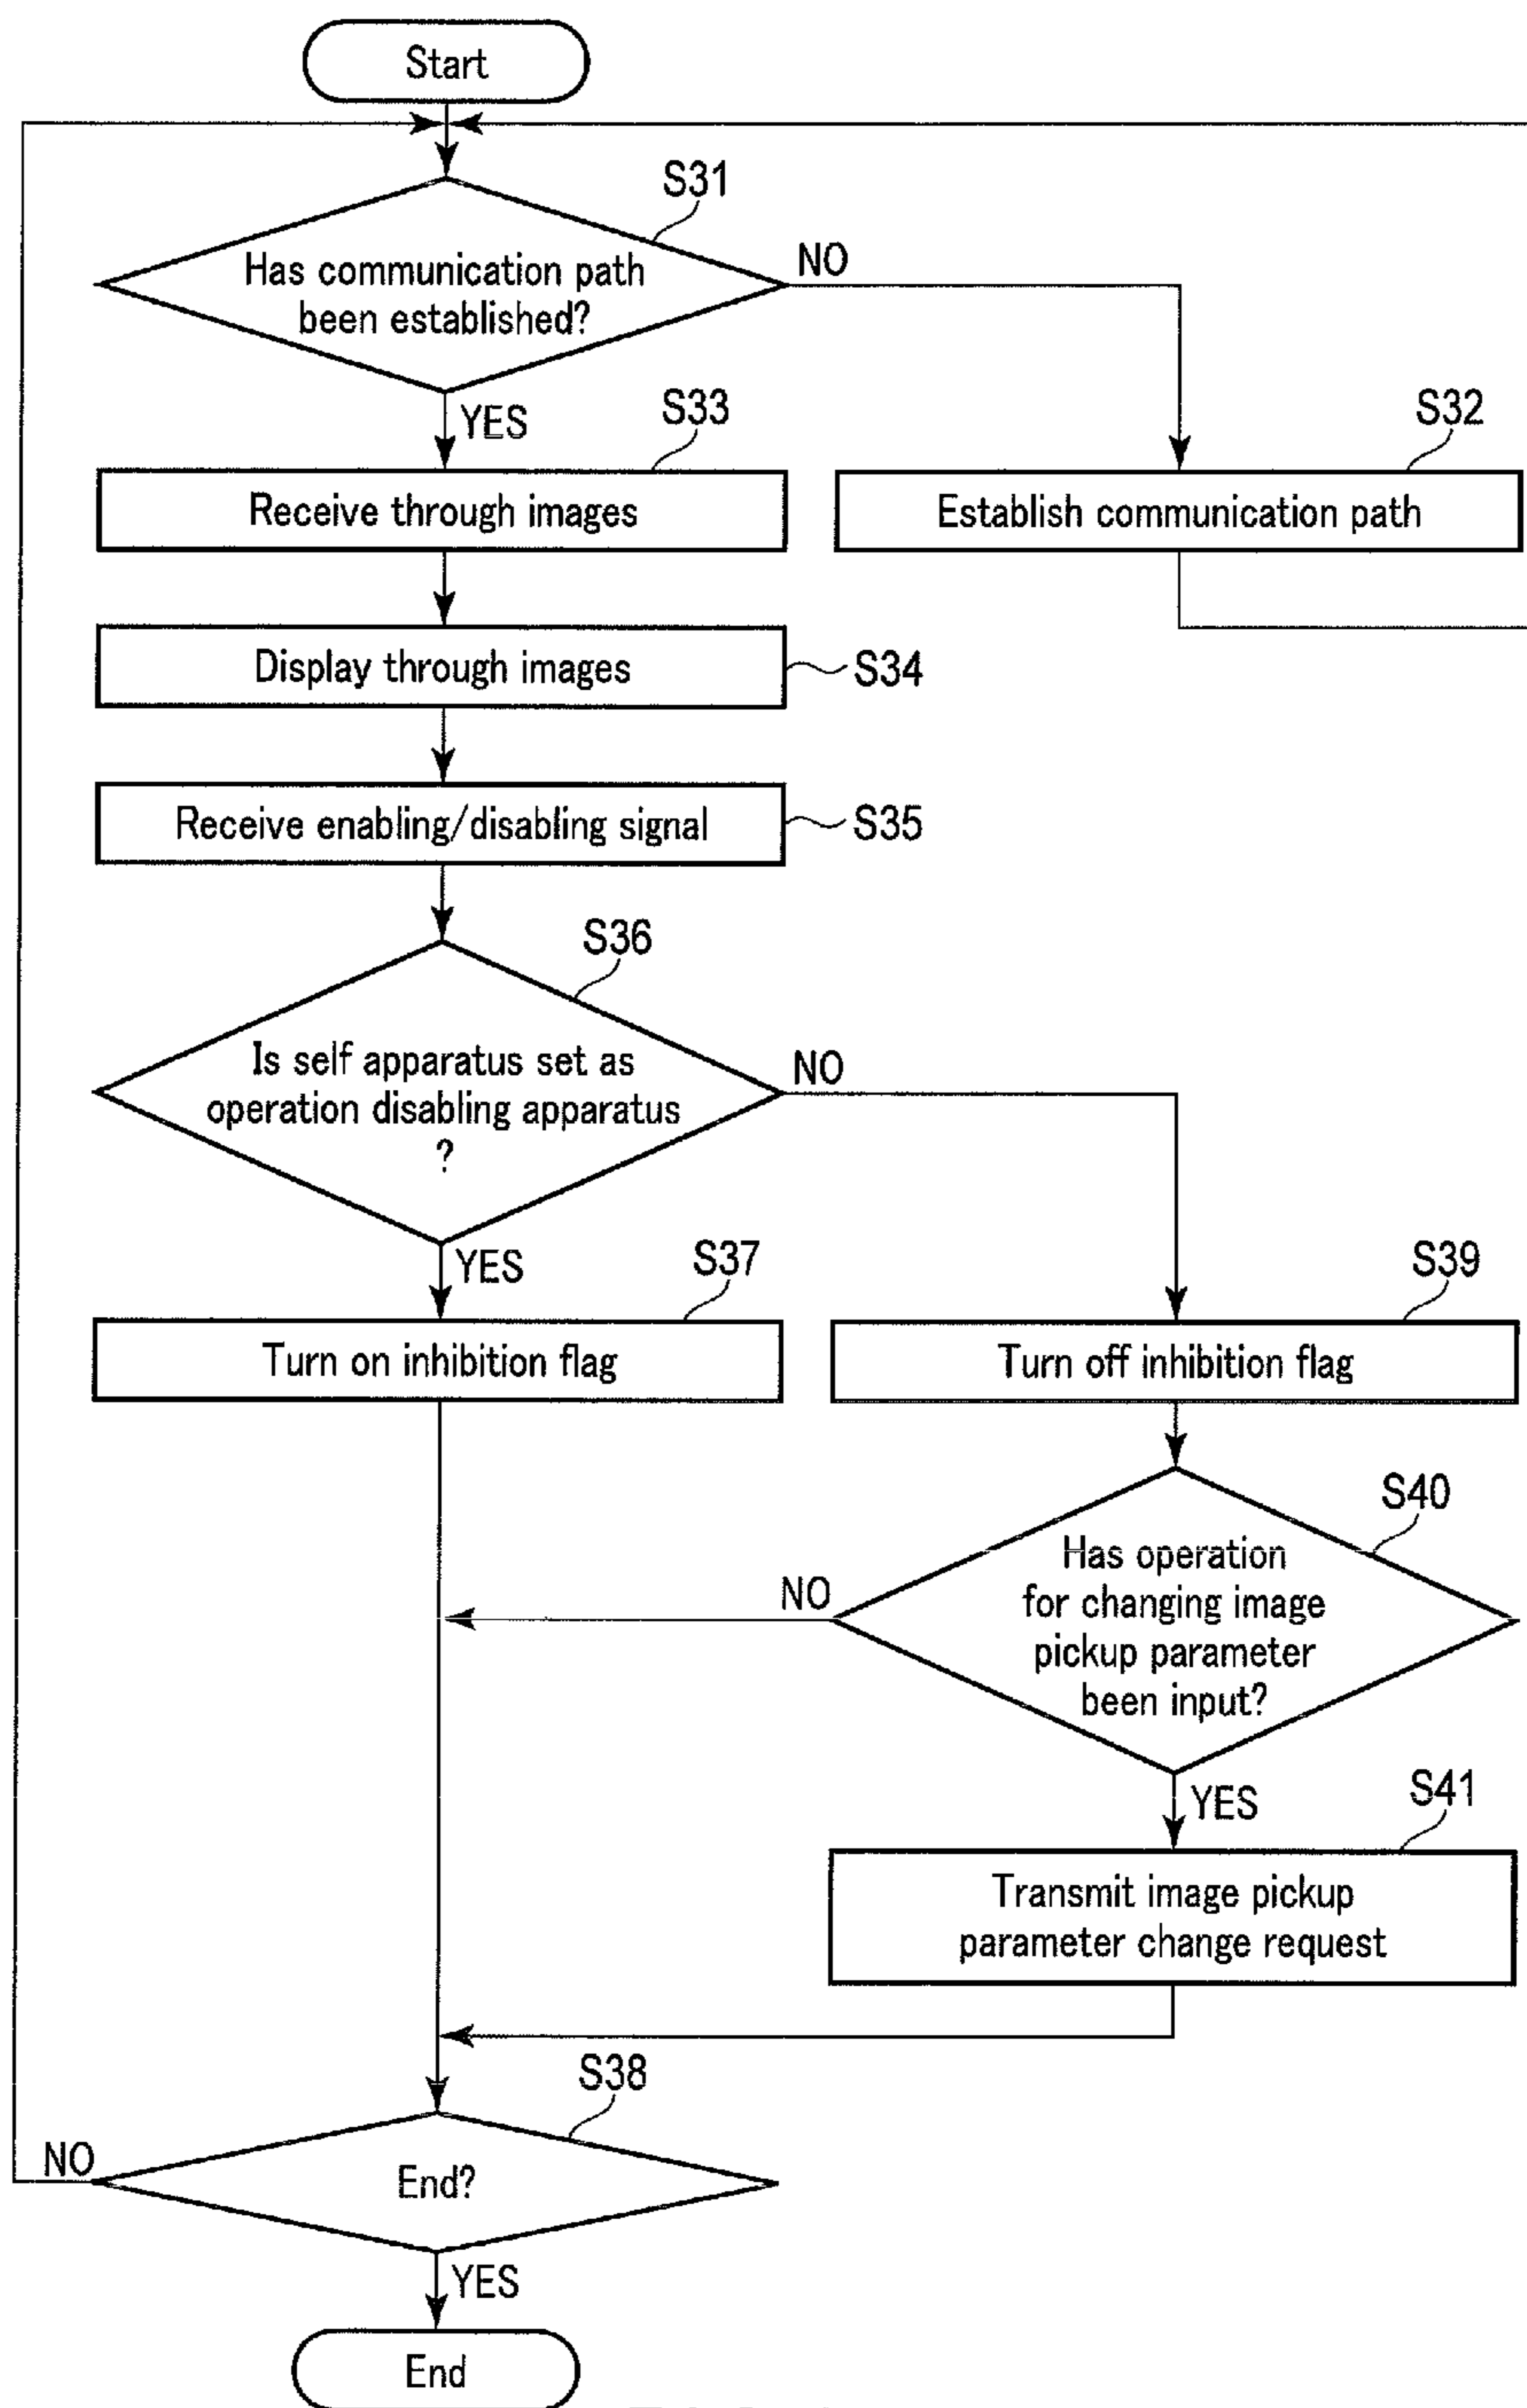 Start
S31
Has communication path
been established?
NO
YES
S33
S32
Receive through images
Establish communication path
Display through images
S34
Receive enabling/disabling signal
S35
S36
Is self apparatus set as
operation disabling apparatus
?
NO
YES
S37
S39
Turn on inhibition flag
Turn off inhibition flag
S40
Has operation
for changing image
pickup parameter
been input?
NO
YES
S41
Transmit image pickup
parameter change request
S38
End?
NO
YES
End